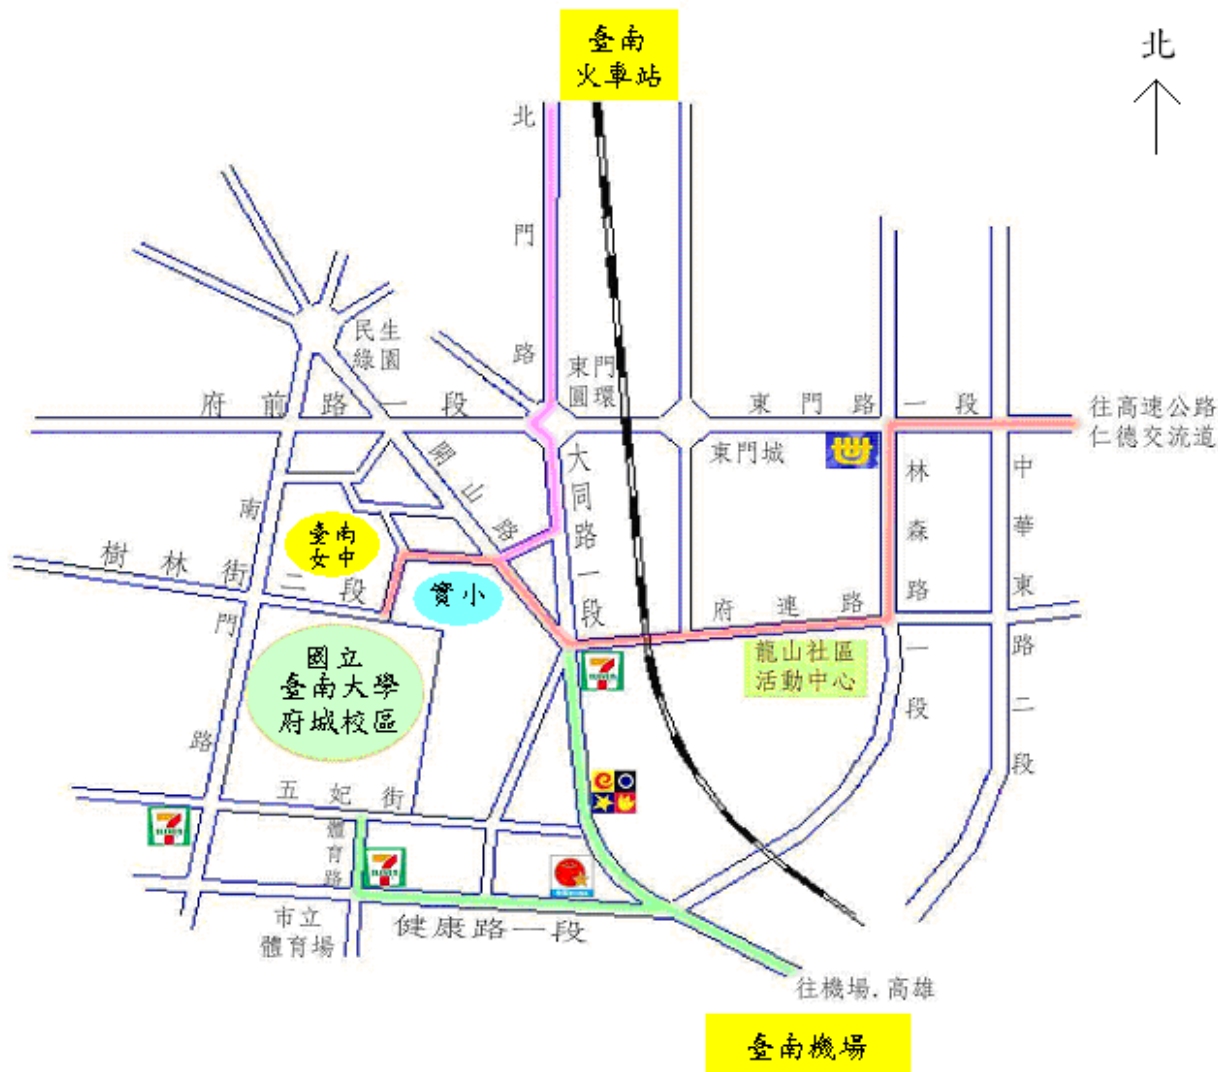 臺南
火車站
北
北門路
民生
綠園
東門
圓環
府前路一段
東門路一段
往高速公路
仁德交流道
東門城
開山路
大同路一段
林森路一段
中華東路二段
南門路
臺南
女中
樹林街二段
實小
府連路
國立
臺南大學
府城校區
龍山社區
活動中心
五妃街
體育路
市立
體育場
健康路一段
往機場.高雄
臺南機場